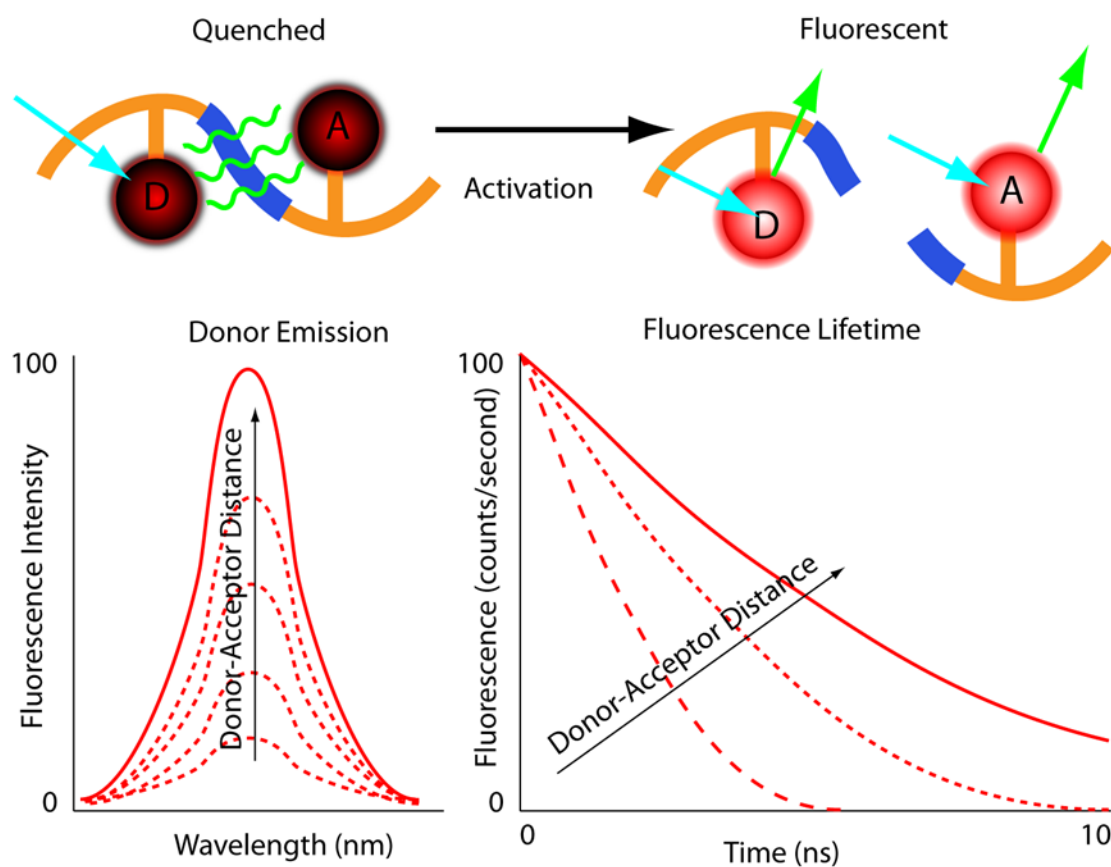 Quenched
Fluorescent
D
A
Activation
D
A
Donor Emission
100
Fluorescence Intensity
Donor-Acceptor Distance
0
Wavelength (nm)
Fluorescence Lifetime
100
Fluorescence (counts/second)
Donor-Acceptor Distance
0
0
10
Time (ns)